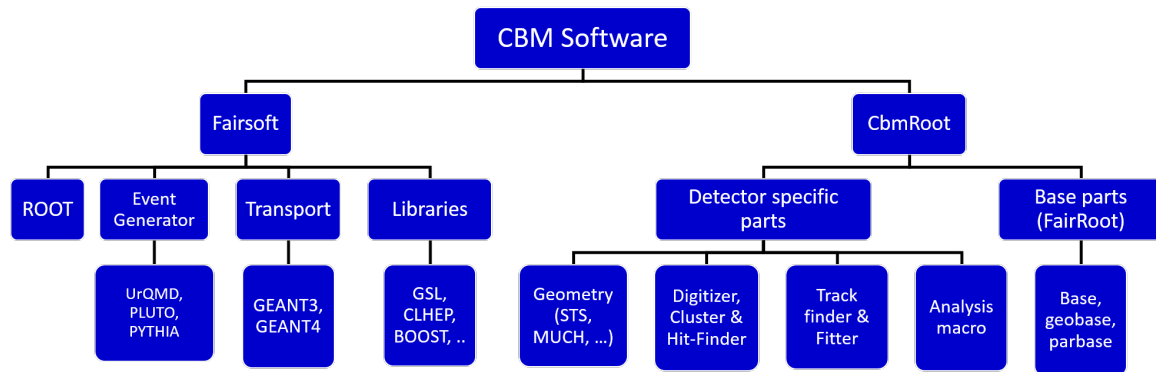 CBM Software
Fairsoft
CbmRoot
ROOT
Event
Generator
Transport
Libraries
Detector specific
parts
Base parts
(FairRoot)
UrQMD,
PLUTO,
PYTHIA
GEANT3,
GEANT4
GSL,
CLHEP,
BOOST, ..
Geometry
(STS,
MUCH, ...)
Digitizer,
Cluster &
Hit-Finder
Track
finder &
Fitter
Analysis
macro
Base,
geobase,
parbase